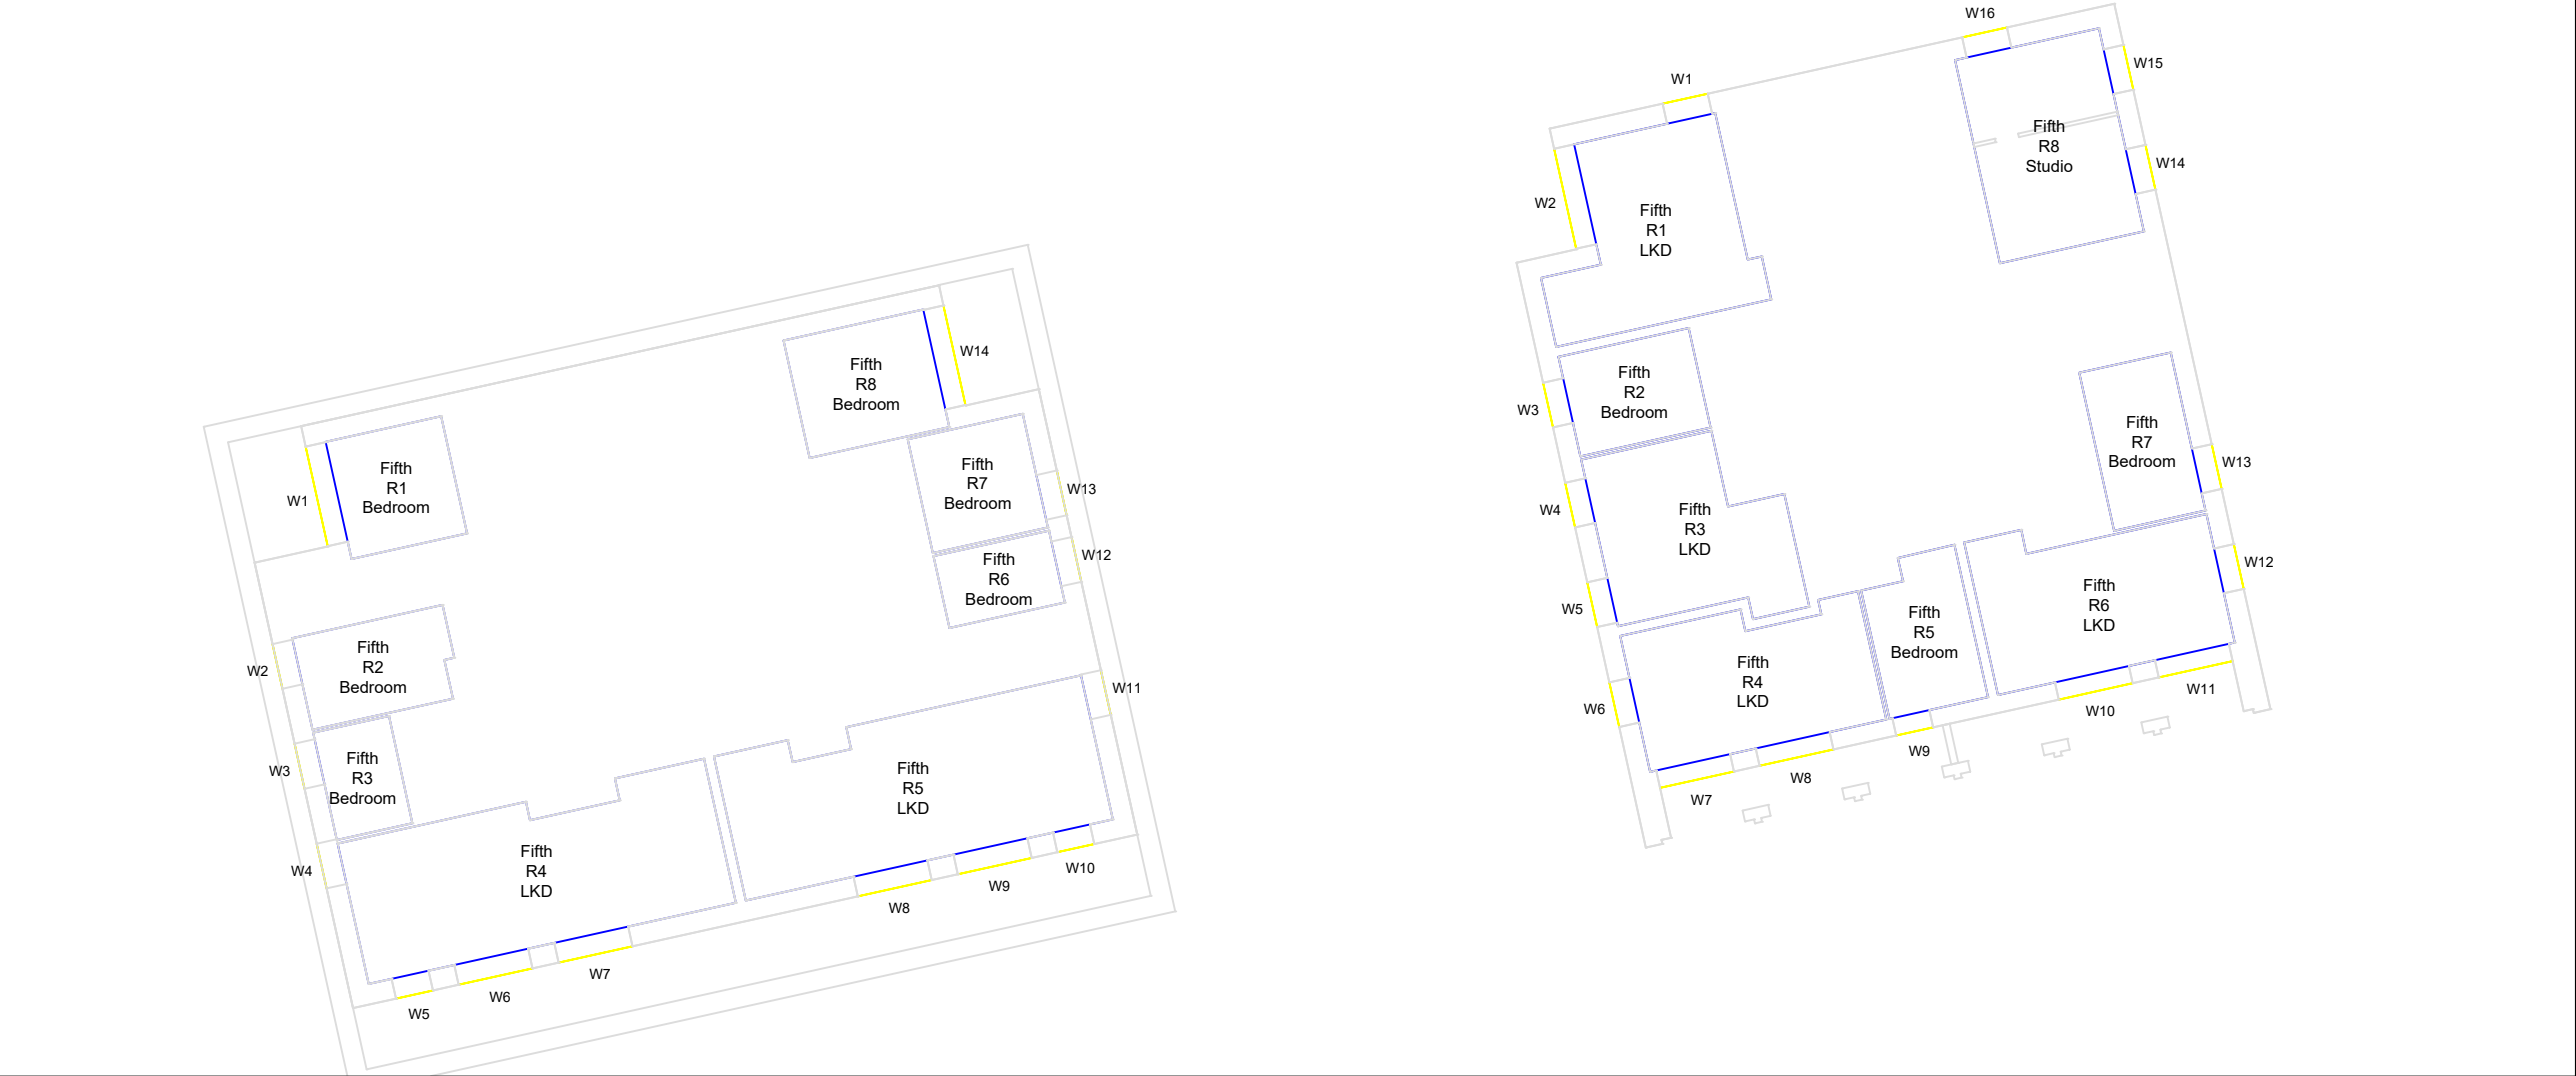 W1
Fifth
R1
Bedroom
W2
Fifth
R2
Bedroom
W3
Fifth
R3
Bedroom
W4
Fifth
R4
LKD
W5
W6
W7
Fifth
R5
LKD
W8
W9
W10
W11
Fifth
R6
Bedroom
W12
Fifth
R7
Bedroom
W13
Fifth
R8
Bedroom
W14
W1
W2
Fifth
R1
LKD
W3
Fifth
R2
Bedroom
W4
Fifth
R3
LKD
W5
W6
Fifth
R4
LKD
W7
W8
Fifth
R5
Bedroom
W9
Fifth
R6
LKD
W10
W11
W12
Fifth
R7
Bedroom
W13
Fifth
R8
Studio
W14
W15
W16